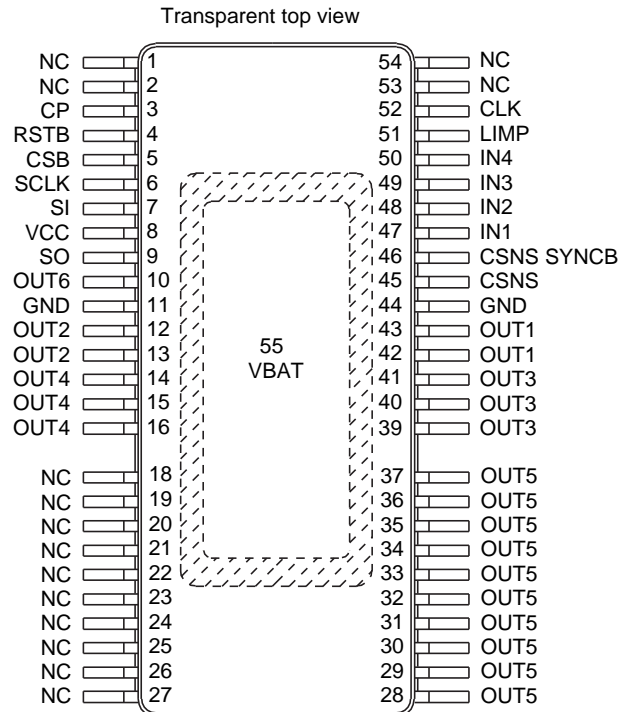 Transparent top view
NC 1 54 NC
NC 2 53 NC
CP 3 52 CLK
RSTB 4 51 LIMP
CSB 5 50 IN4
SCLK 6 49 IN3
SI 7 48 IN2
VCC 8 47 IN1
SO 9 46 CSNS SYNCB
OUT6 10 45 CSNS
GND 11 44 GND
OUT2 12 43 OUT1
OUT2 13 42 OUT1
OUT4 14 41 OUT3
OUT4 15 40 OUT3
OUT4 16 39 OUT3
55
VBAT
NC 18 37 OUT5
NC 19 36 OUT5
NC 20 35 OUT5
NC 21 34 OUT5
NC 22 33 OUT5
NC 23 32 OUT5
NC 24 31 OUT5
NC 25 30 OUT5
NC 26 29 OUT5
NC 27 28 OUT5